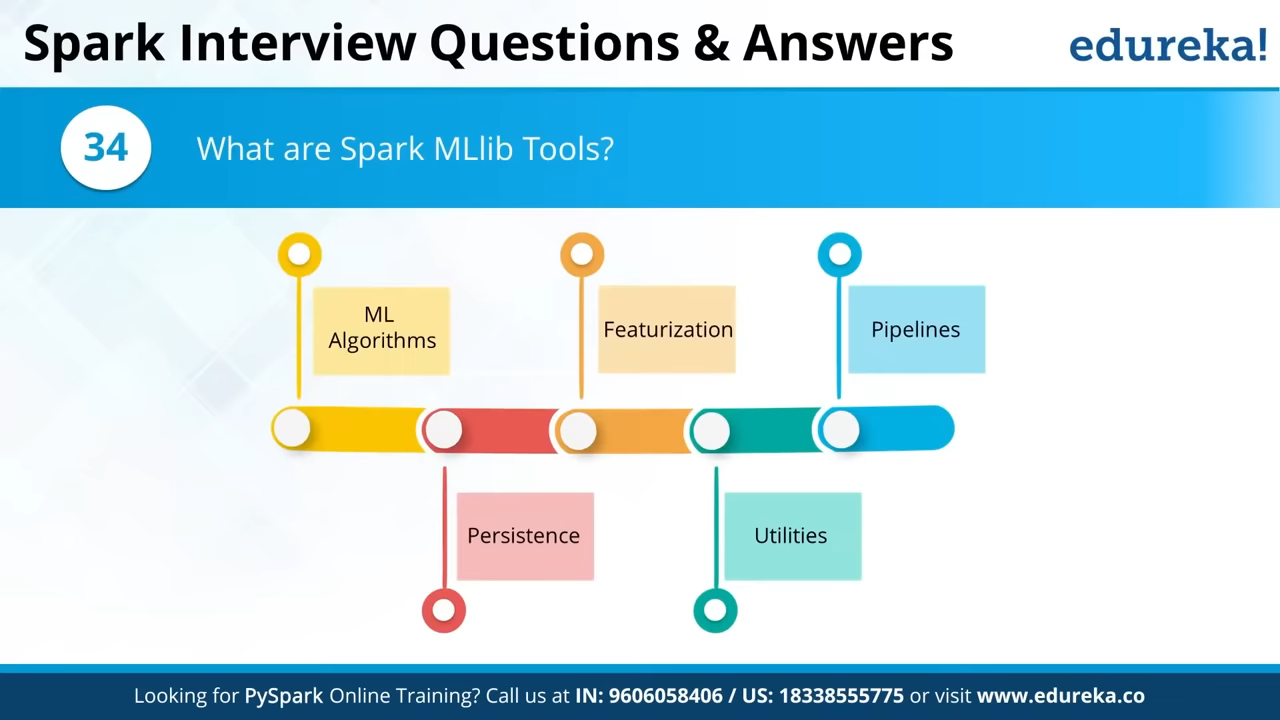 Spark Interview Questions & Answers
edureka!
34
What are Spark MLlib Tools?
ML
Algorithms
Featurization
Pipelines
Persistence
Utilities
Looking for PySpark Online Training? Call us at IN: 9606058406 / US: 18338555775 or visit www.edureka.co